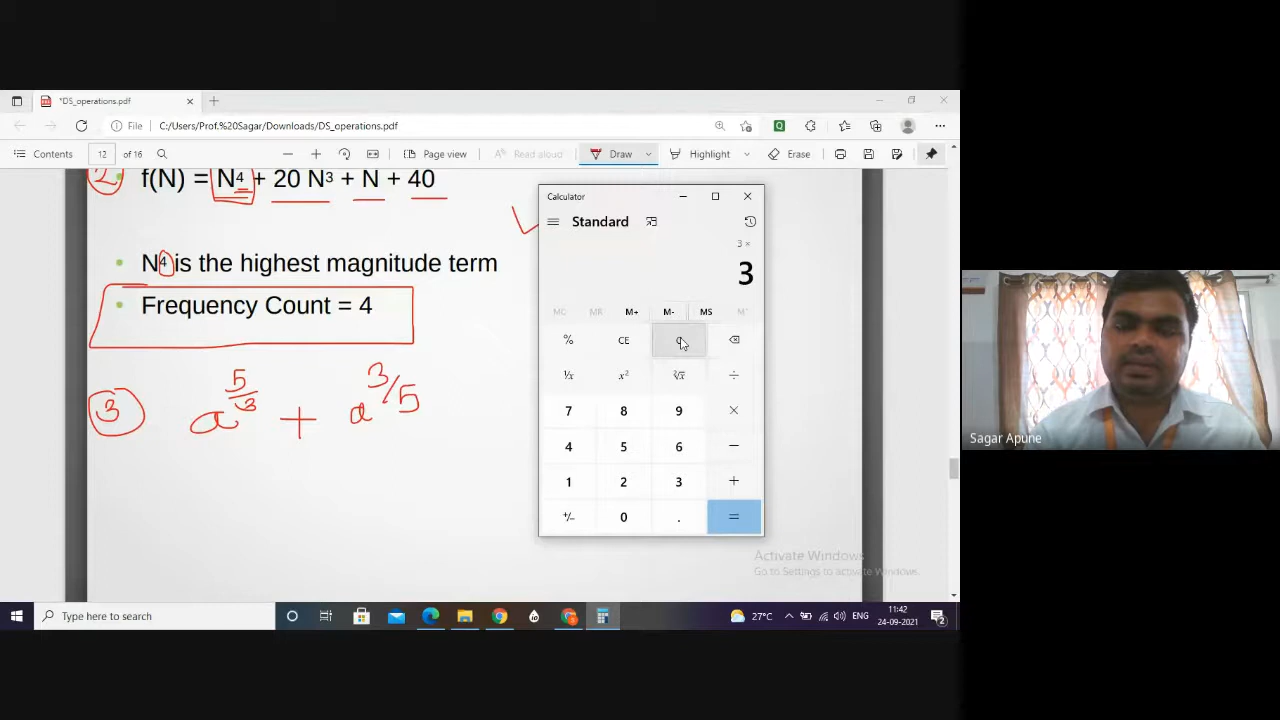 *DS_operations.pdf
File C:/Users/Prof.%20Sagar/Downloads/DS_operations.pdf
Contents 12 of 16 Page view Read aloud Draw Highlight Erase
2 f(N) = N4 + 20 N3 + N + 40
N4 is the highest magnitude term
Frequency Count = 4
3 a 5/3 + a 3/5
Calculator
Standard
3 ×
3
MC MR M+ M- MS
% CE C
1/x x²
7 8 9 ×
4 5 6 −
1 2 3 +
+/− 0 . =
Sagar Apune
Activate Windows
Go to Settings to activate Windows.
Type here to search
27°C ENG 11:42
24-09-2021 2